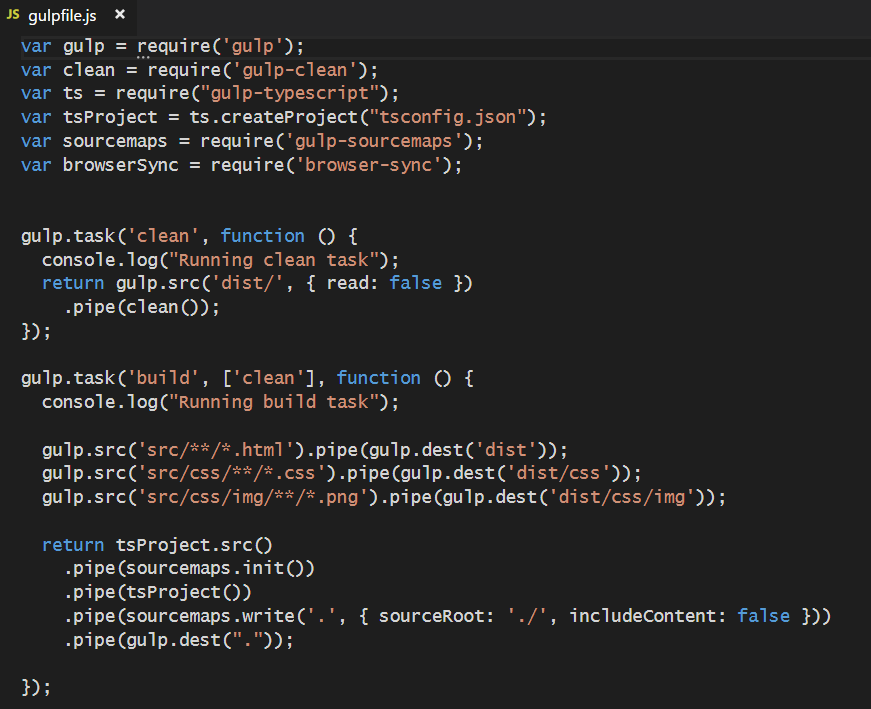 JS gulpfile.js ×
var gulp = require('gulp');
var clean = require('gulp-clean');
var ts = require("gulp-typescript");
var tsProject = ts.createProject("tsconfig.json");
var sourcemaps = require('gulp-sourcemaps');
var browserSync = require('browser-sync');
gulp.task('clean', function () {
  console.log("Running clean task");
  return gulp.src('dist/', { read: false })
    .pipe(clean());
});
gulp.task('build', ['clean'], function () {
  console.log("Running build task");
  gulp.src('src/**/*.html').pipe(gulp.dest('dist'));
  gulp.src('src/css/**/*.css').pipe(gulp.dest('dist/css'));
  gulp.src('src/css/img/**/*.png').pipe(gulp.dest('dist/css/img'));
  return tsProject.src()
    .pipe(sourcemaps.init())
    .pipe(tsProject())
    .pipe(sourcemaps.write('.', { sourceRoot: './', includeContent: false }))
    .pipe(gulp.dest("."));
});